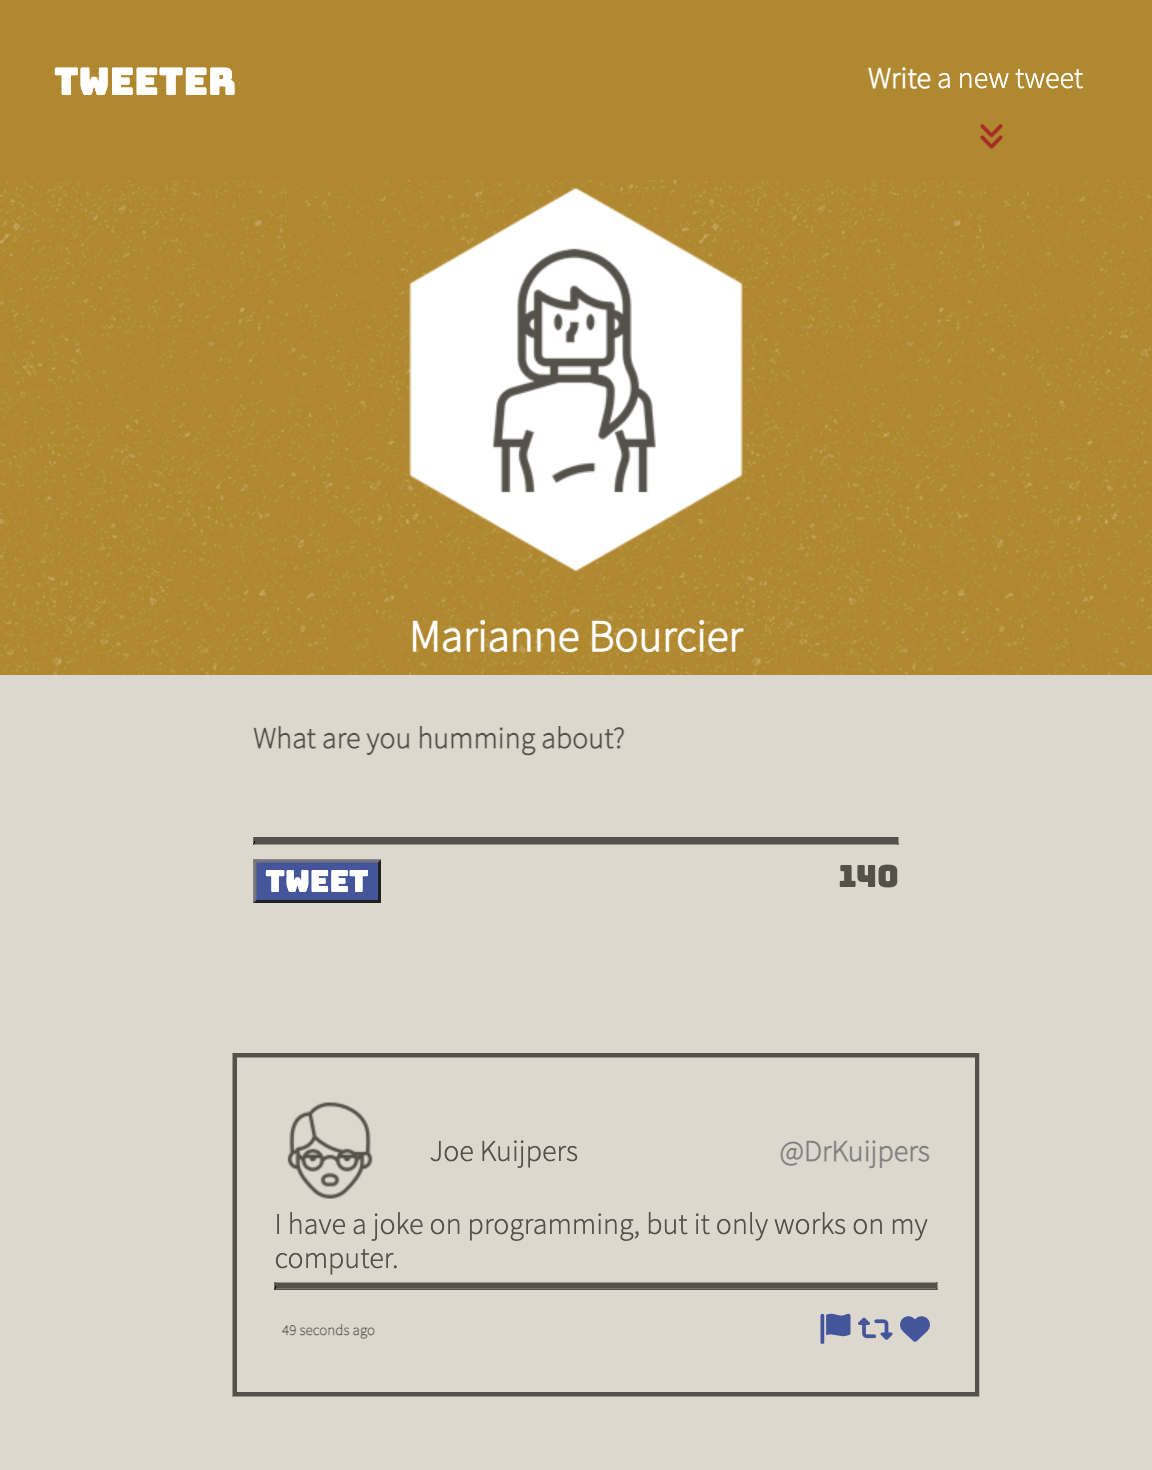 TWEETER
Write a new tweet
Marianne Bourcier
What are you humming about?
TWEET
140
Joe Kuijpers
@DrKuijpers
I have a joke on programming, but it only works on my
computer.
49 seconds ago